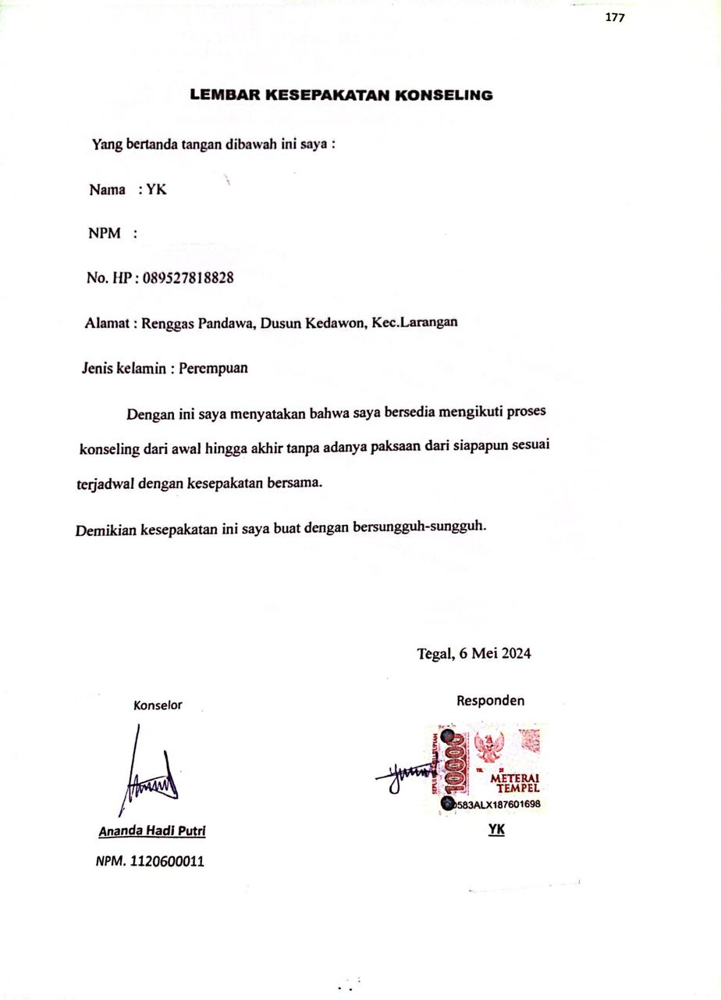 177
LEMBAR KESEPAKATAN KONSELING
Yang bertanda tangan dibawah ini saya :
Nama : YK
NPM :
No. HP : 089527818828
Alamat : Renggas Pandawa, Dusun Kedawon, Kec.Larangan
Jenis kelamin : Perempuan
Dengan ini saya menyatakan bahwa saya bersedia mengikuti proses
konseling dari awal hingga akhir tanpa adanya paksaan dari siapapun sesuai
terjadwal dengan kesepakatan bersama.
Demikian kesepakatan ini saya buat dengan bersungguh-sungguh.
Tegal, 6 Mei 2024
Konselor
Responden
10000
METERAI
TEMPEL
0583ALX187601698
Ananda Hadi Putri
YK
NPM. 1120600011